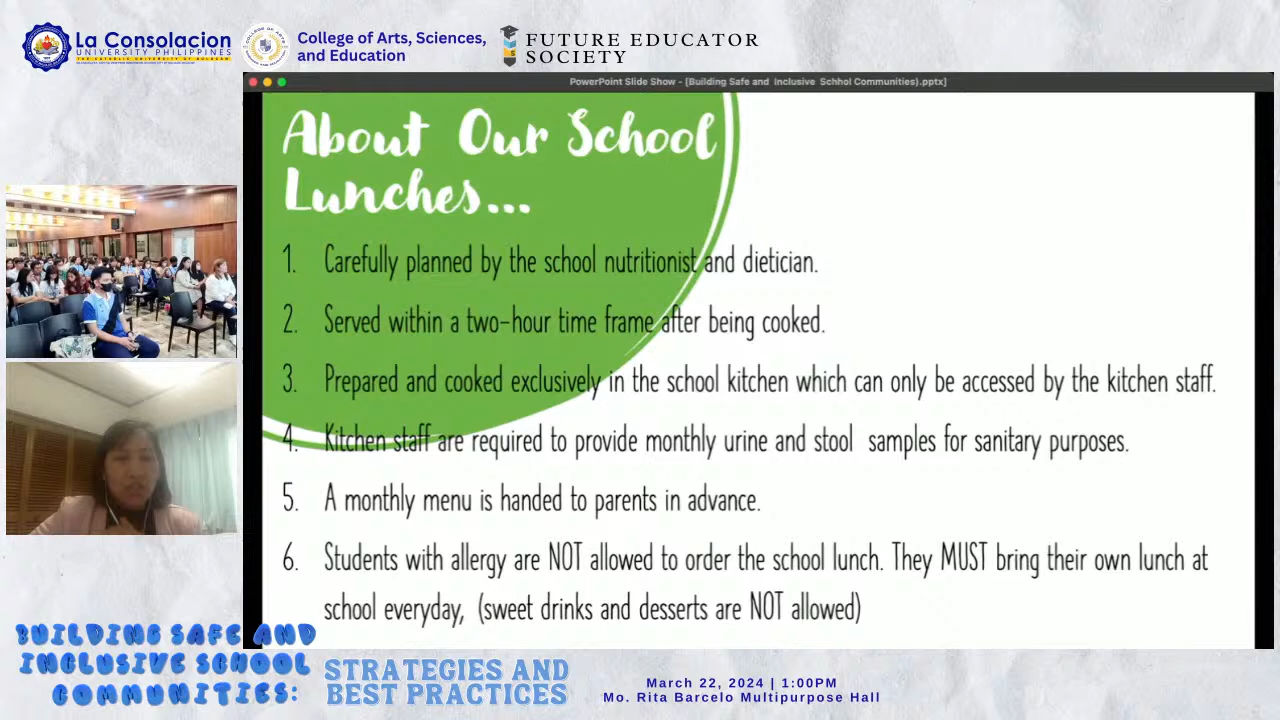 La Consolacion
UNIVERSITY PHILIPPINES
College of Arts, Sciences,
and Education
FUTURE EDUCATOR
SOCIETY
PowerPoint Slide Show - [Building Safe and Inclusive Schhol Communities}.pptx]
About Our School
Lunches...
1. Carefully planned by the school nutritionist and dietician.
2. Served within a two-hour time frame after being cooked.
3. Prepared and cooked exclusively in the school kitchen which can only be accessed by the kitchen staff.
4. Kitchen staff are required to provide monthly urine and stool samples for sanitary purposes.
5. A monthly menu is handed to parents in advance.
6. Students with allergy are NOT allowed to order the school lunch. They MUST bring their own lunch at
school everyday, (sweet drinks and desserts are NOT allowed)
BUILDING SAFE AND
INCLUSIVE SCHOOL
COMMUNITIES:
STRATEGIES AND
BEST PRACTICES
March 22, 2024 | 1:00PM
Mo. Rita Barcelo Multipurpose Hall